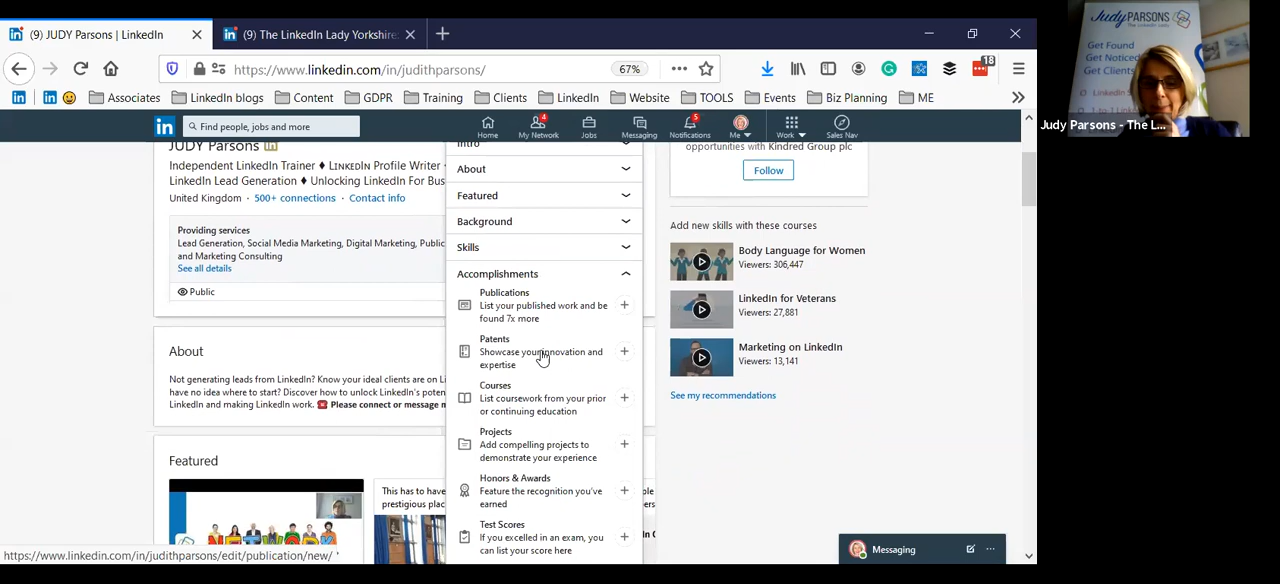 (9) JUDY Parsons | LinkedIn
(9) The LinkedIn Lady Yorkshire:
https://www.linkedin.com/in/judithparsons/
67%
18
Associates
LinkedIn blogs
Content
GDPR
Training
Clients
LinkedIn
Website
TOOLS
Events
Biz Planning
ME
Find people, jobs and more
Home
4
My Network
Jobs
Messaging
5
Notifications
Me
Work
Sales Nav
JUDY Parsons
Independent LinkedIn Trainer ♦ LINKEDIN Profile Writer
LinkedIn Lead Generation ♦ Unlocking LinkedIn For Bus
United Kingdom · 500+ connections · Contact info
Providing services
Lead Generation, Social Media Marketing, Digital Marketing, Public
and Marketing Consulting
See all details
Public
About
Not generating leads from LinkedIn? Know your ideal clients are on Li
have no idea where to start? Discover how to unlock LinkedIn's poten
LinkedIn and making LinkedIn work. ☎ Please connect or message m
Featured
This has to have
prestigious plac
Intro
About
Featured
Background
Skills
Accomplishments
Publications
List your published work and be
found 7x more
Patents
Showcase your innovation and
expertise
Courses
List coursework from your prior
or continuing education
Projects
Add compelling projects to
demonstrate your experience
Honors & Awards
Feature the recognition you've
earned
Test Scores
If you excelled in an exam, you
can list your score here
opportunities with Kindred Group plc
Follow
Add new skills with these courses
Body Language for Women
Viewers: 306,447
LinkedIn for Veterans
Viewers: 27,881
Marketing on LinkedIn
Viewers: 13,141
See my recommendations
Messaging
https://www.linkedin.com/in/judithparsons/edit/publication/new/
Judy PARSONS
Get Found
Get Noticed
Get Clients
Judy Parsons - The L...